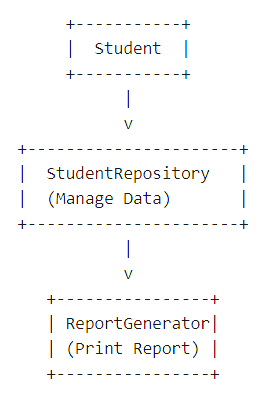 +-----------+
|  Student  |
+-----------+
|
v
+----------------------+
|  StudentRepository   |
|  (Manage Data)       |
+----------------------+
|
v
+----------------+
| ReportGenerator|
| (Print Report) |
+----------------+